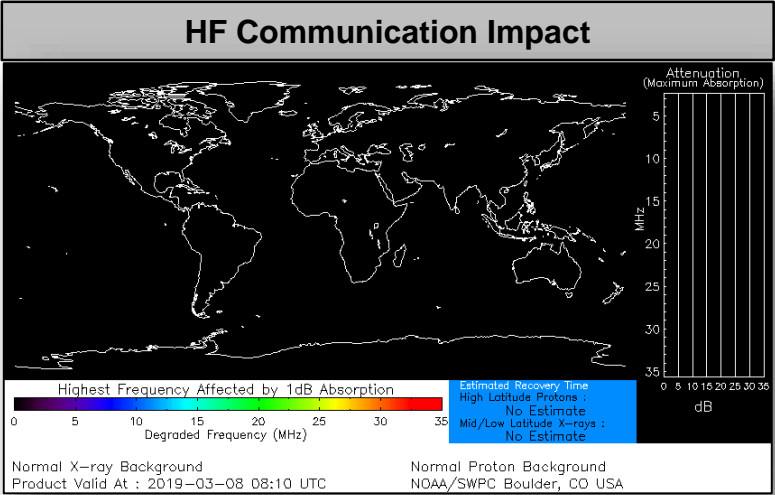 HF Communication Impact
Attenuation
(Maximum Absorption)
5
10
15
20
25
30
35
MHz
0 5 10 15 20 25 30 35
dB
Highest Frequency Affected by 1dB Absorption
0 5 10 15 20 25 30 35
Degraded Frequency (MHz)
Estimated Recovery Time
High Latitude Protons :
No Estimate
Mid/Low Latitude X-rays :
No Estimate
Normal X-ray Background
Normal Proton Background
Product Valid At : 2019-03-08 08:10 UTC
NOAA/SWPC Boulder, CO USA